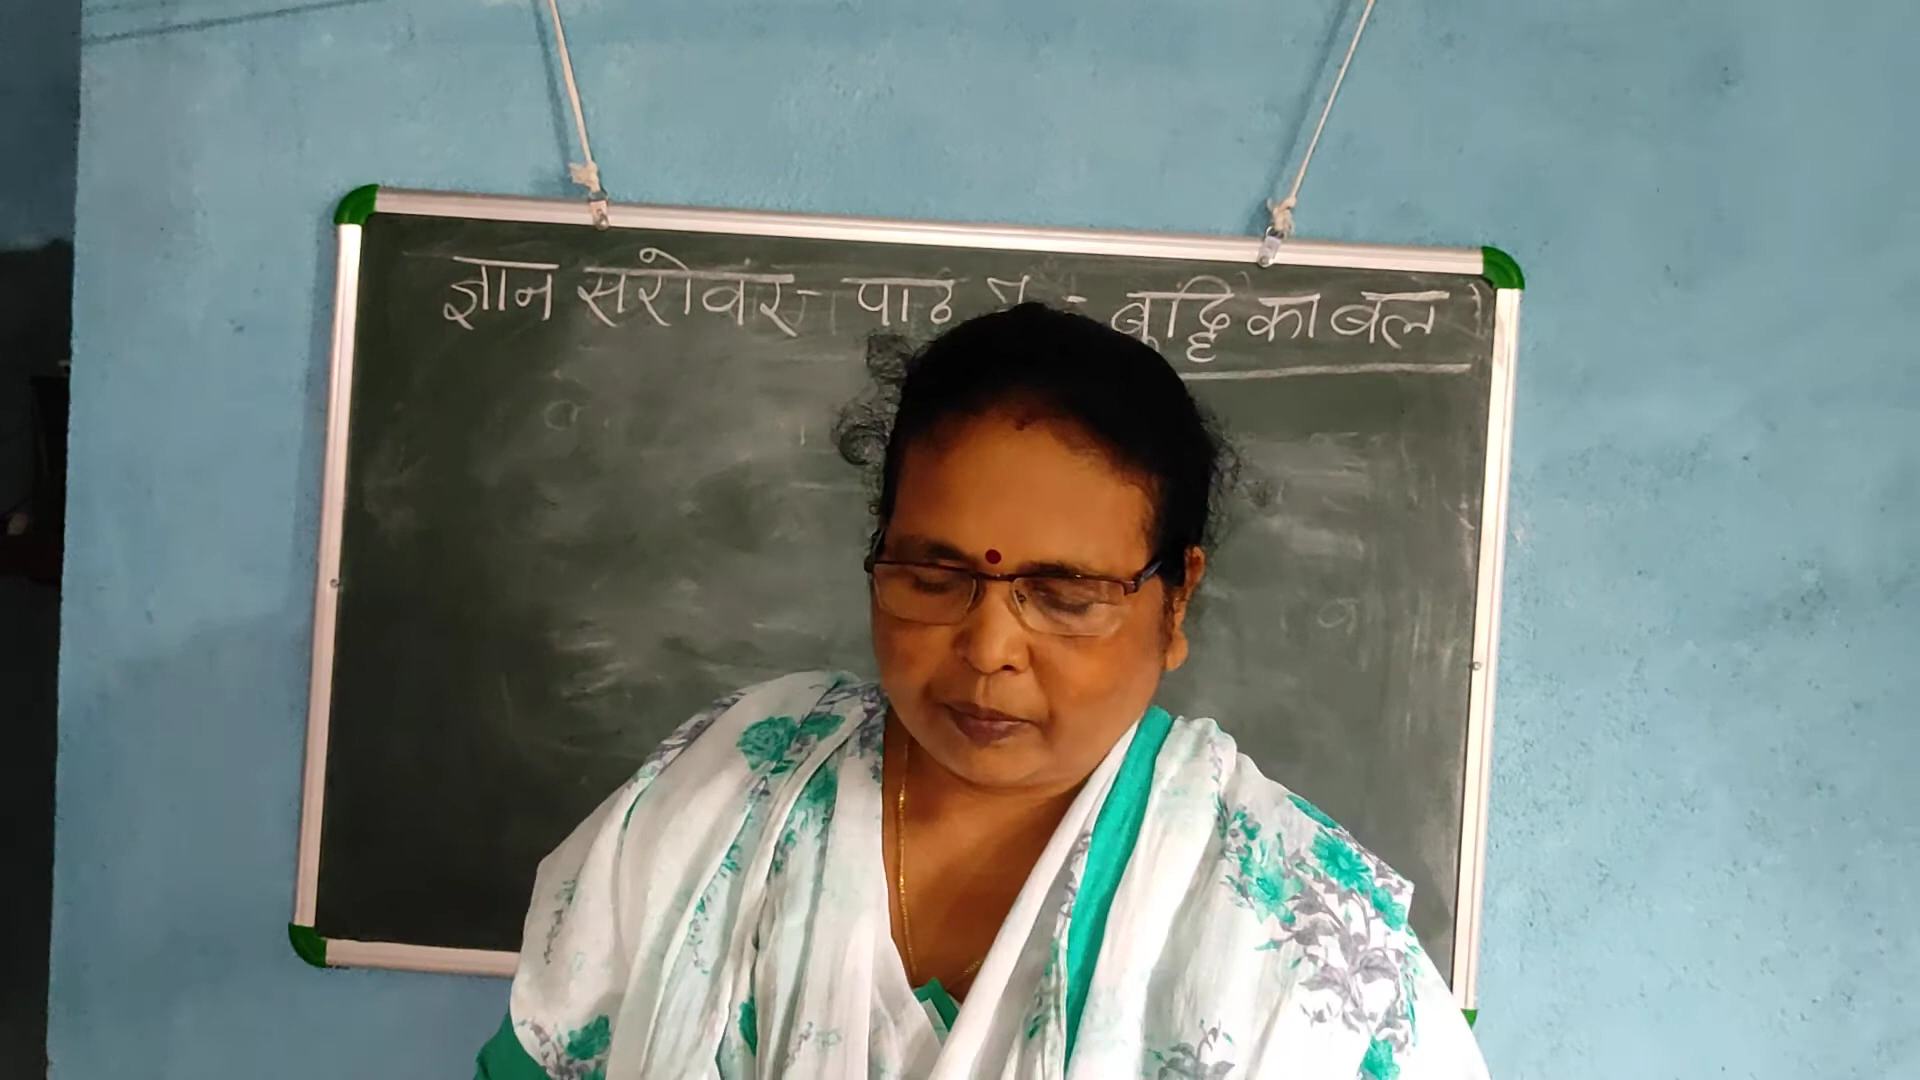 ज्ञान सरोवर - पाठ - बुद्धि का बल